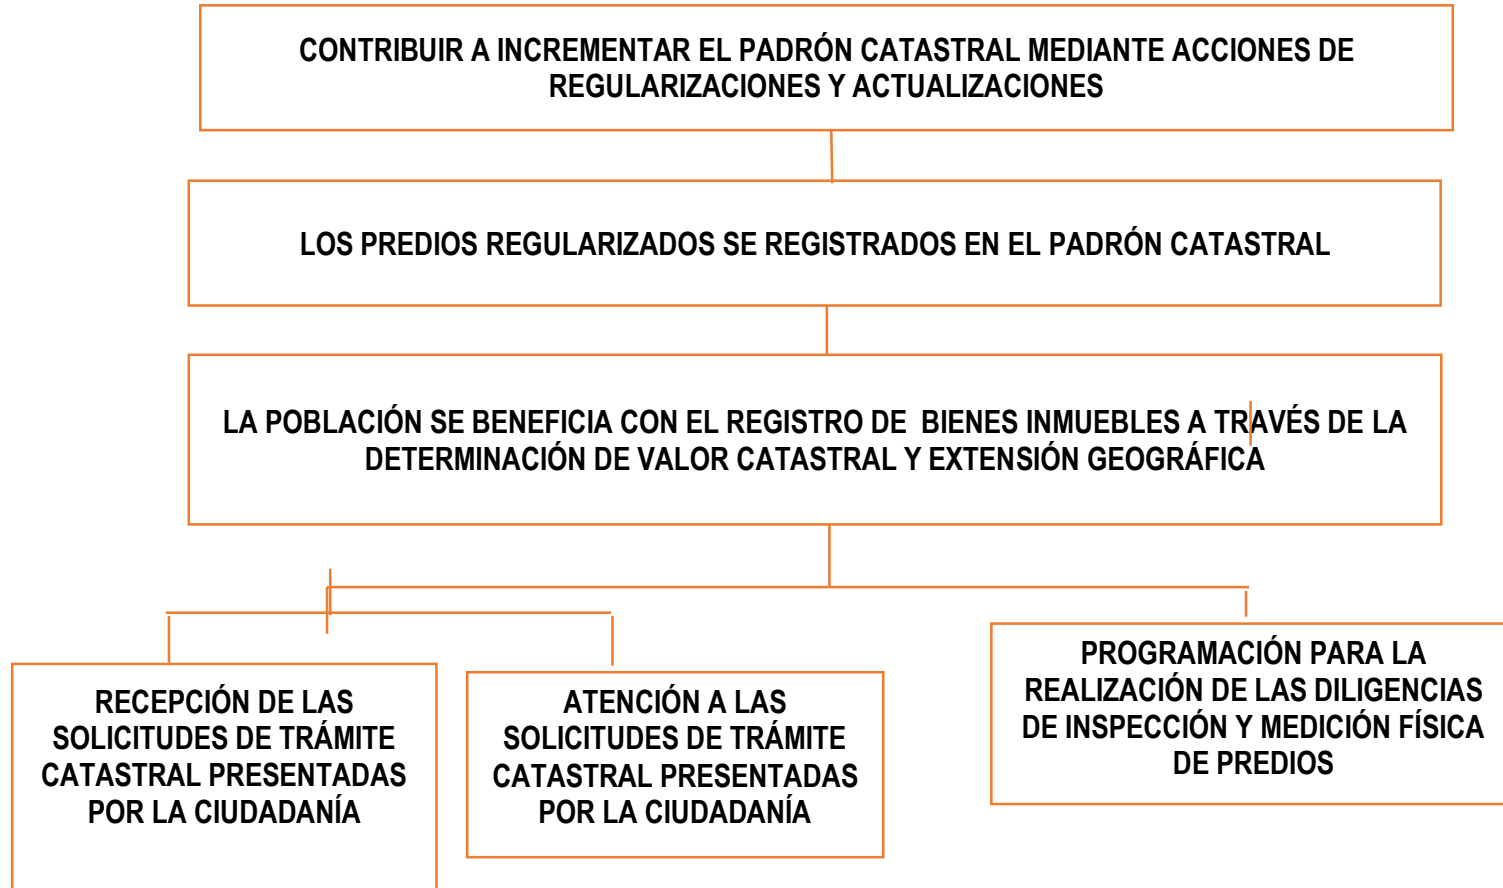 CONTRIBUIR A INCREMENTAR EL PADRÓN CATASTRAL MEDIANTE ACCIONES DE
REGULARIZACIONES Y ACTUALIZACIONES
LOS PREDIOS REGULARIZADOS SE REGISTRADOS EN EL PADRÓN CATASTRAL
LA POBLACIÓN SE BENEFICIA CON EL REGISTRO DE BIENES INMUEBLES A TRAVÉS DE LA
DETERMINACIÓN DE VALOR CATASTRAL Y EXTENSIÓN GEOGRÁFICA
RECEPCIÓN DE LAS
SOLICITUDES DE TRÁMITE
CATASTRAL PRESENTADAS
POR LA CIUDADANÍA
ATENCIÓN A LAS
SOLICITUDES DE TRÁMITE
CATASTRAL PRESENTADAS
POR LA CIUDADANÍA
PROGRAMACIÓN PARA LA
REALIZACIÓN DE LAS DILIGENCIAS
DE INSPECCIÓN Y MEDICIÓN FÍSICA
DE PREDIOS